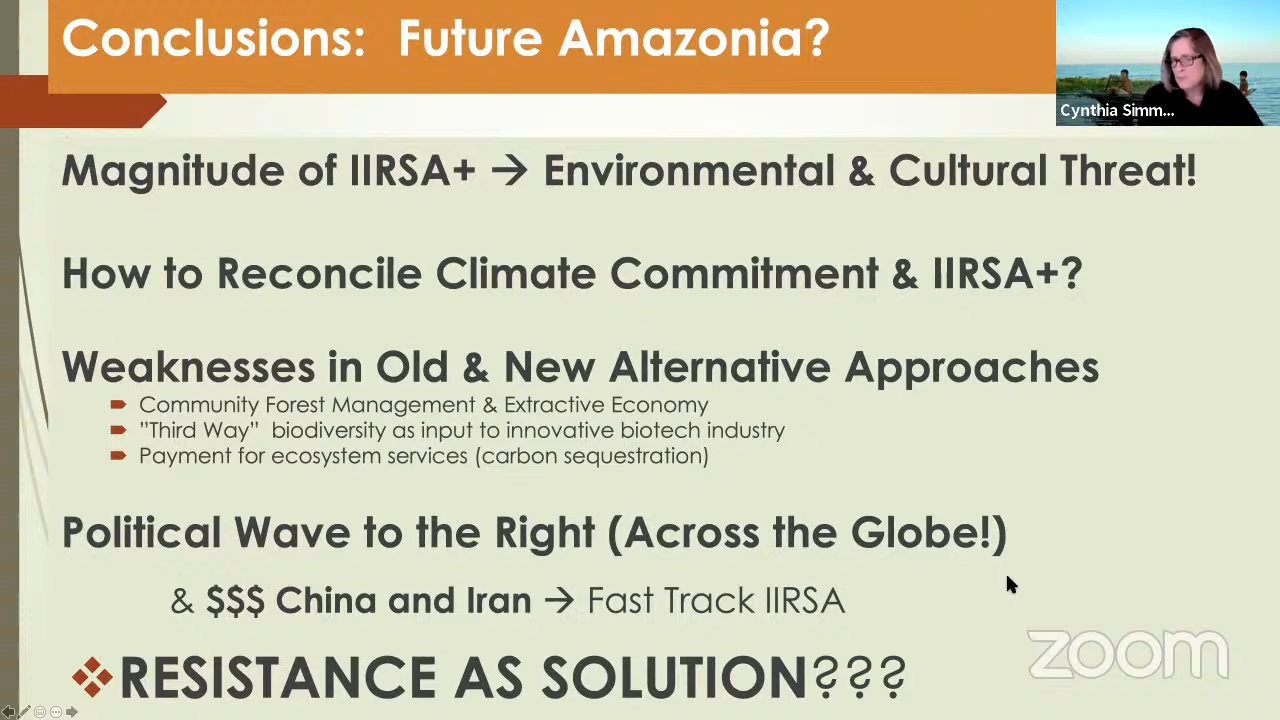 Conclusions:  Future Amazonia?
Cynthia Simm...
Magnitude of IIRSA+ → Environmental & Cultural Threat!
How to Reconcile Climate Commitment & IIRSA+?
Weaknesses in Old & New Alternative Approaches
Community Forest Management & Extractive Economy
”Third Way”  biodiversity as input to innovative biotech industry
Payment for ecosystem services (carbon sequestration)
Political Wave to the Right (Across the Globe!)
& $$$ China and Iran → Fast Track IIRSA
zoom
❖RESISTANCE AS SOLUTION???